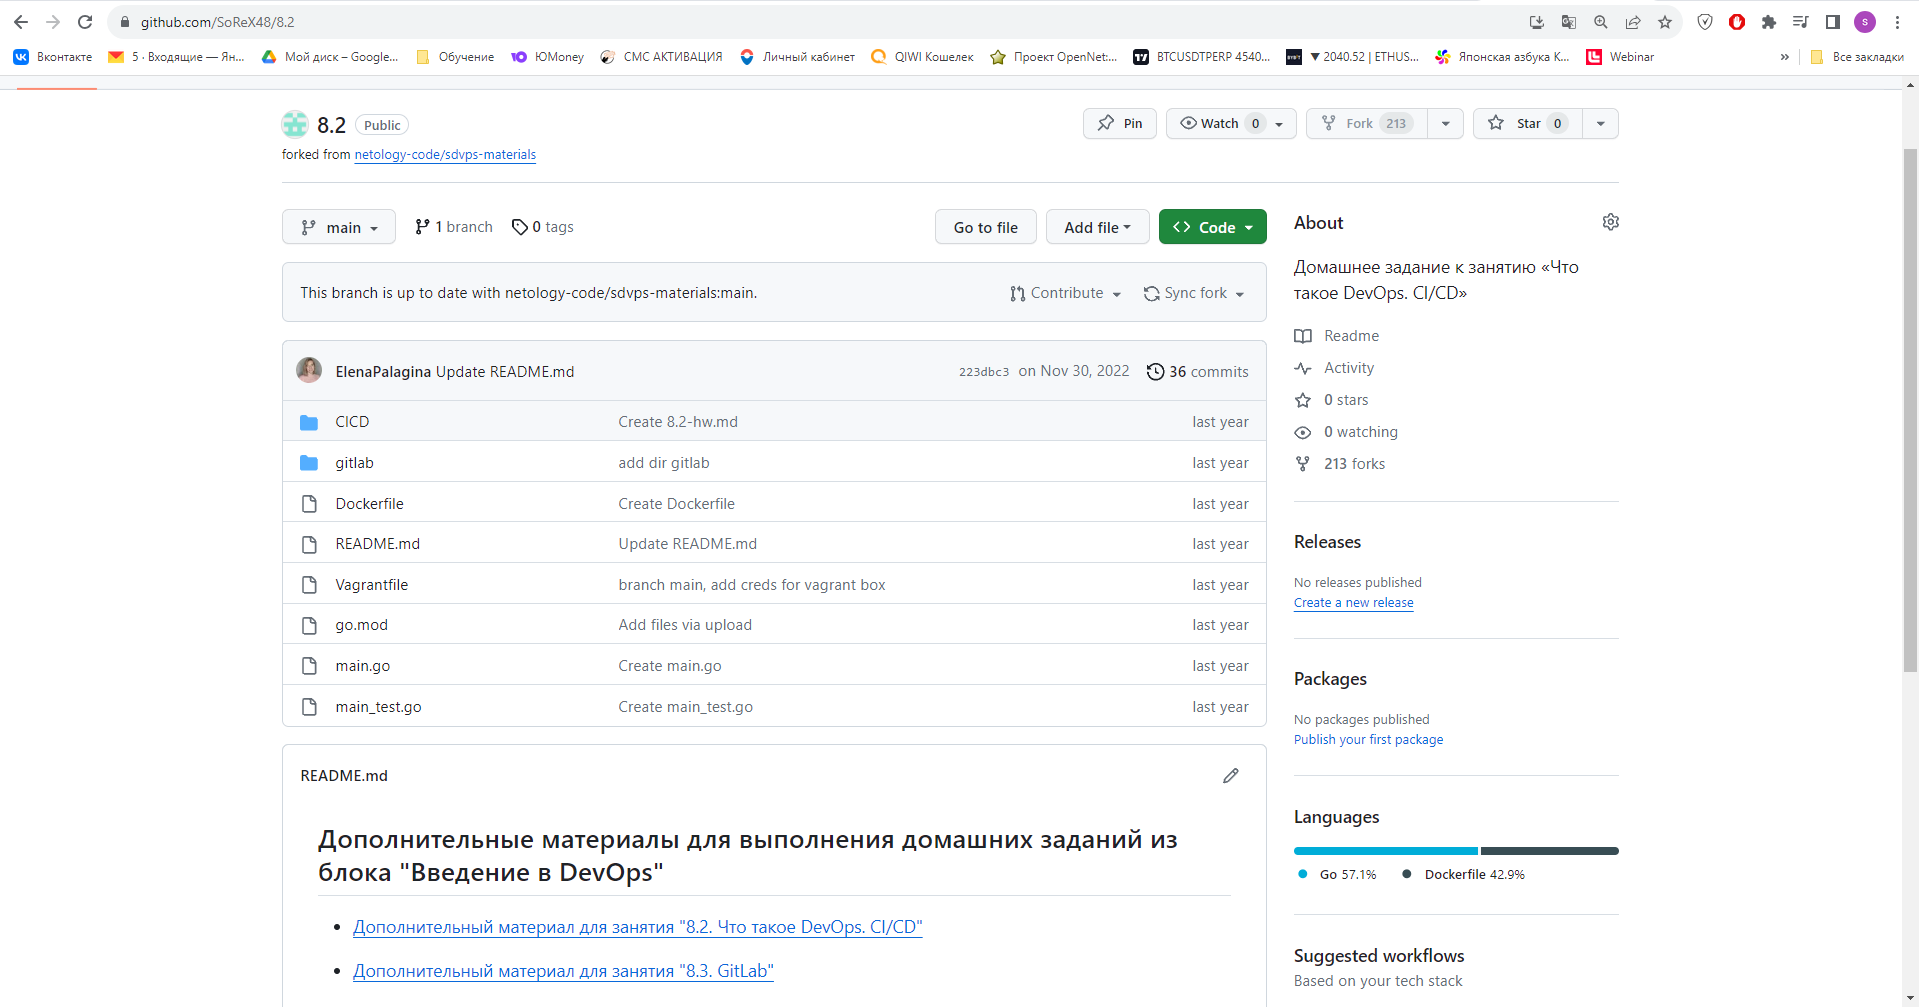 github.com/SoReX48/8.2
S
Вконтакте
5 · Входящие — Ян...
Мой диск – Google...
Обучение
ЮMoney
СМС АКТИВАЦИЯ
Личный кабинет
QIWI Кошелек
Проект OpenNet:...
BTCUSDTPERP 4540...
▼ 2040.52 | ETHUS...
Японская азбука К...
Webinar
»
Все закладки
8.2
Public
Pin
Watch 0
Fork 213
Star 0
forked from netology-code/sdvps-materials
main
1 branch
0 tags
Go to file
Add file
<> Code
This branch is up to date with netology-code/sdvps-materials:main.
Contribute
Sync fork
ElenaPalagina Update README.md
223dbc3 on Nov 30, 2022
36 commits
CICD Create 8.2-hw.md last year
gitlab add dir gitlab last year
Dockerfile Create Dockerfile last year
README.md Update README.md last year
Vagrantfile branch main, add creds for vagrant box last year
go.mod Add files via upload last year
main.go Create main.go last year
main_test.go Create main_test.go last year
README.md
Дополнительные материалы для выполнения домашних заданий из
блока "Введение в DevOps"
• Дополнительный материал для занятия "8.2. Что такое DevOps. CI/CD"
• Дополнительный материал для занятия "8.3. GitLab"
About
Домашнее задание к занятию «Что
такое DevOps. CI/CD»
Readme
Activity
0 stars
0 watching
213 forks
Releases
No releases published
Create a new release
Packages
No packages published
Publish your first package
Languages
Go 57.1%
Dockerfile 42.9%
Suggested workflows
Based on your tech stack